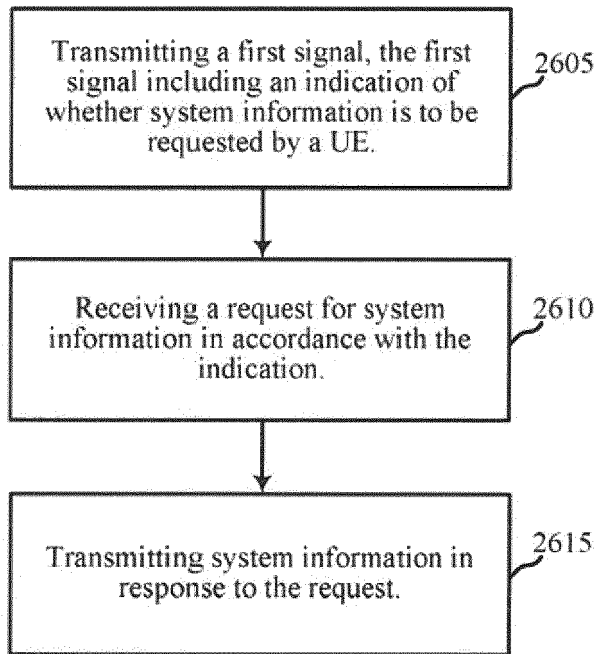 Transmitting a first signal, the first
signal including an indication of
whether system information is to be
requested by a UE.
2605
Receiving a request for system
information in accordance with the
indication.
2610
Transmitting system information in
response to the request.
2615